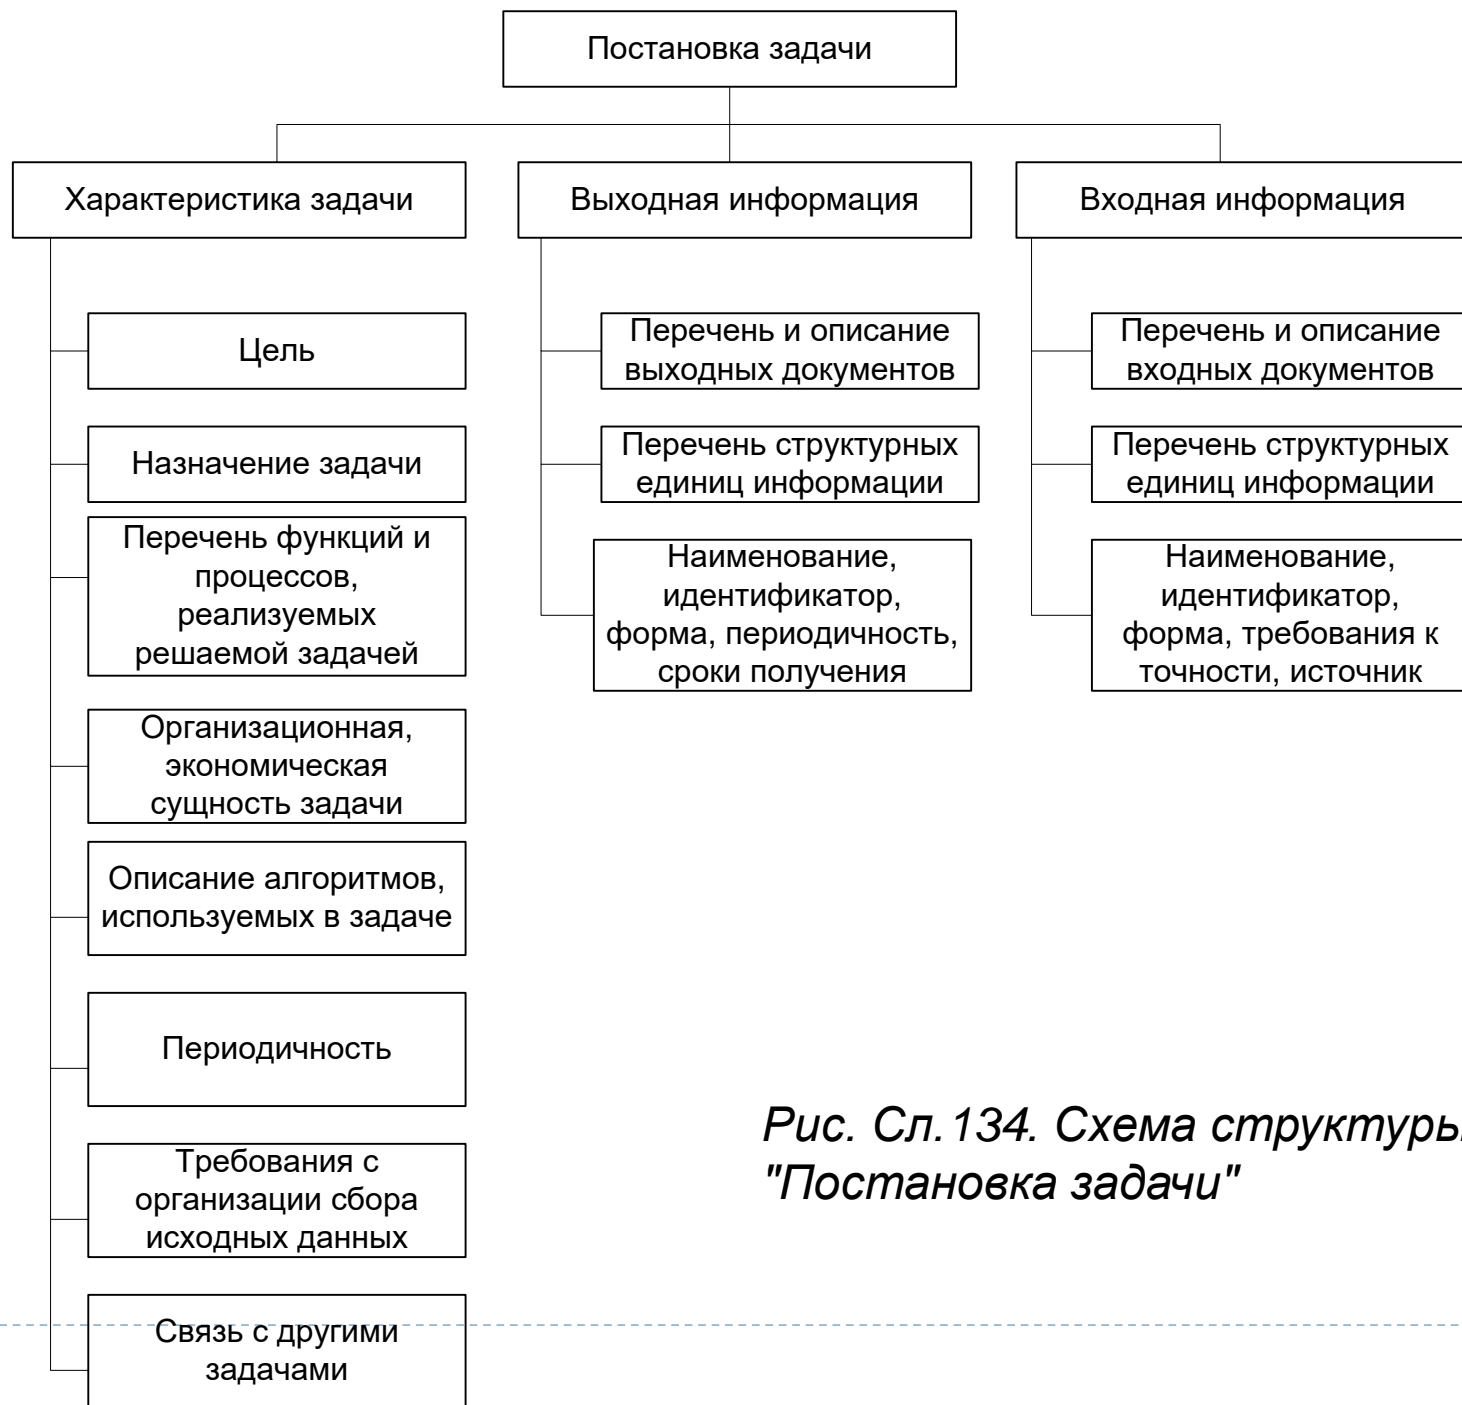 Постановка задачи
Характеристика задачи
Цель
Назначение задачи
Перечень функций и
процессов,
реализуемых
решаемой задачей
Организационная,
экономическая
сущность задачи
Описание алгоритмов,
используемых в задаче
Периодичность
Требования с
организации сбора
исходных данных
Связь с другими
задачами
Выходная информация
Перечень и описание
выходных документов
Перечень структурных
единиц информации
Наименование,
идентификатор,
форма, периодичность,
сроки получения
Входная информация
Перечень и описание
входных документов
Перечень структурных
единиц информации
Наименование,
идентификатор,
форма, требования к
точности, источник
Рис. Сл.134. Схема структуры
"Постановка задачи"